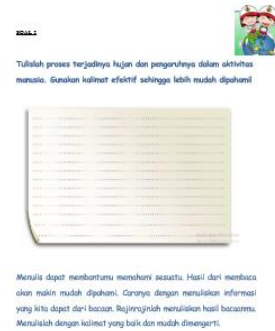 SOAL 2
Tulislah proses terjadinya hujan dan pengaruhnya dalam aktivitas
manusia. Gunakan kalimat efektif sehingga lebih mudah dipahami!
Menulis dapat membantumu memahami sesuatu. Hasil dari membaca
akan makin mudah dipahami. Caranya dengan menuliskan informasi
yang kita dapat dari bacaan. Rajinrajinlah menuliskan hasil bacaanmu.
Menulislah dengan kalimat yang baik dan mudah dimengerti.